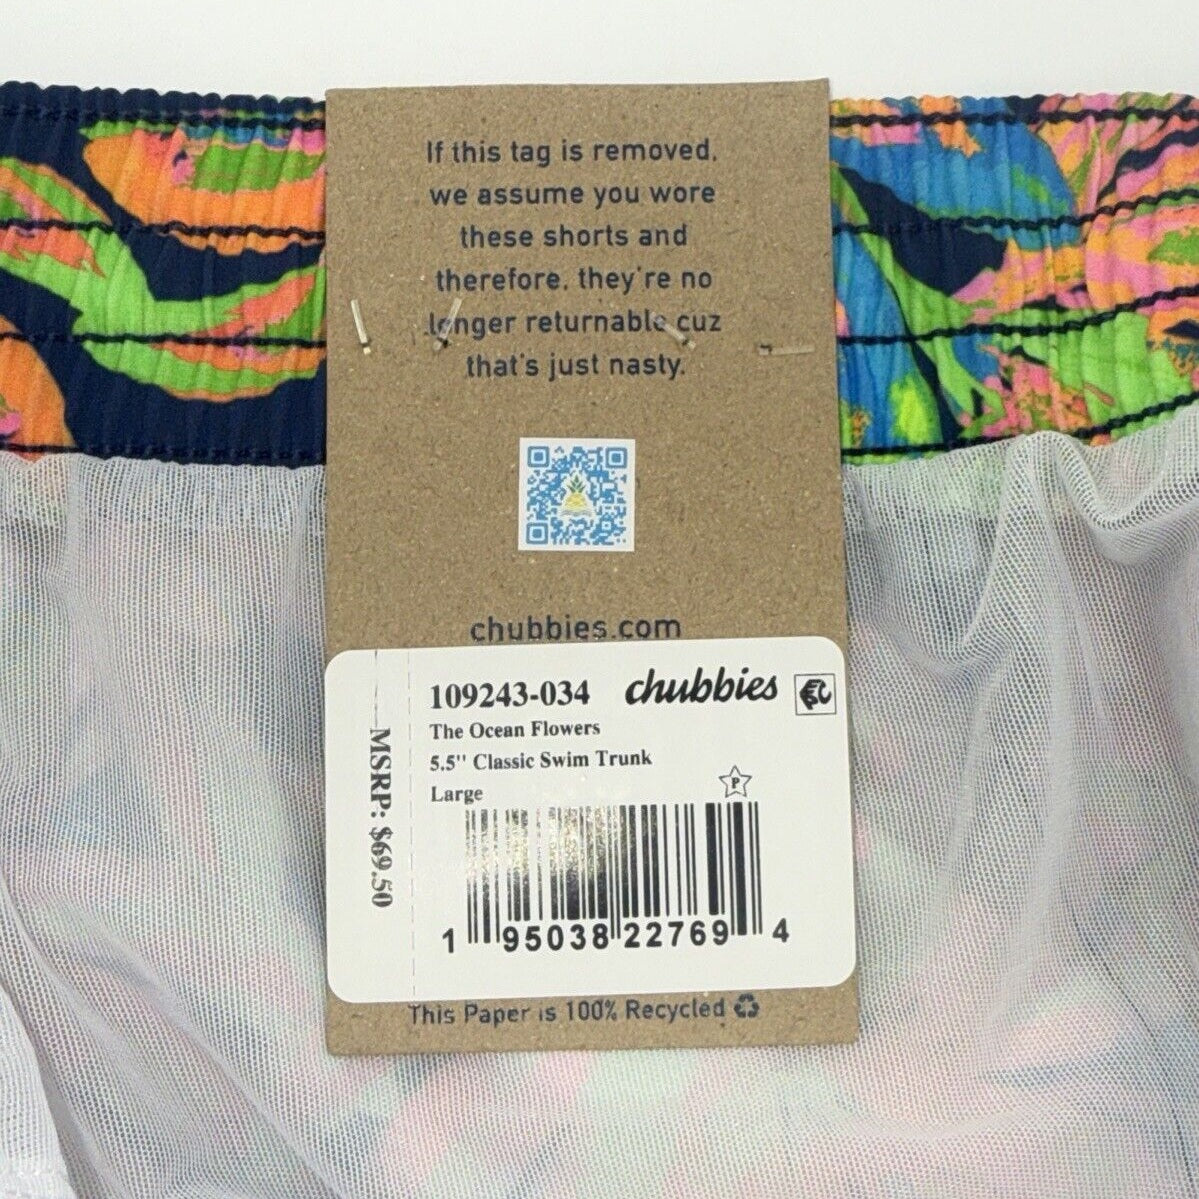 If this tag is removed,
we assume you wore
these shorts and
therefore, they're no
longer returnable cuz
that's just nasty.
chubbies.com
109243-034 chubbies
The Ocean Flowers
5.5" Classic Swim Trunk
Large
P
MSRP: $69.50
1 95038 22769 4
This Paper is 100% Recycled